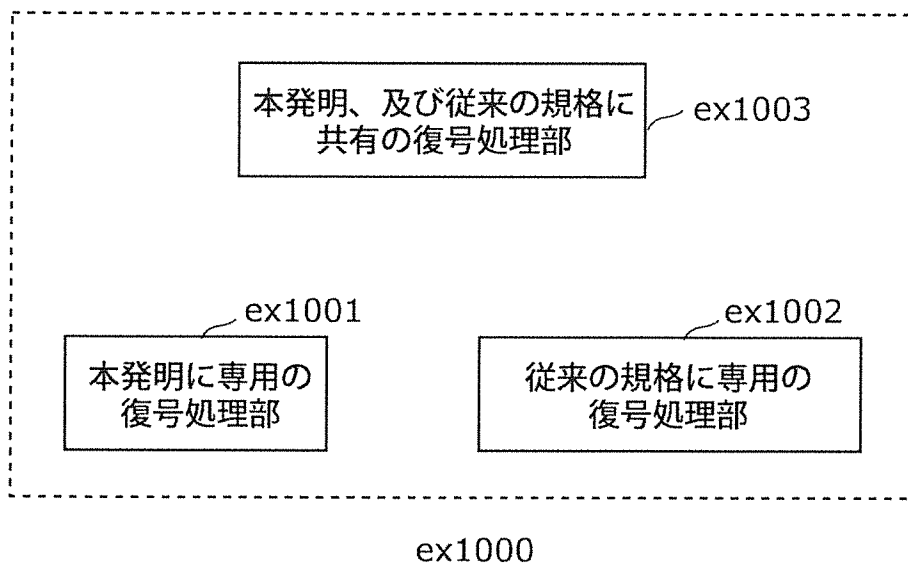 本発明、及び従来の規格に
共有の復号処理部
ex1003
ex1001
本発明に専用の
復号処理部
ex1002
従来の規格に専用の
復号処理部
ex1000